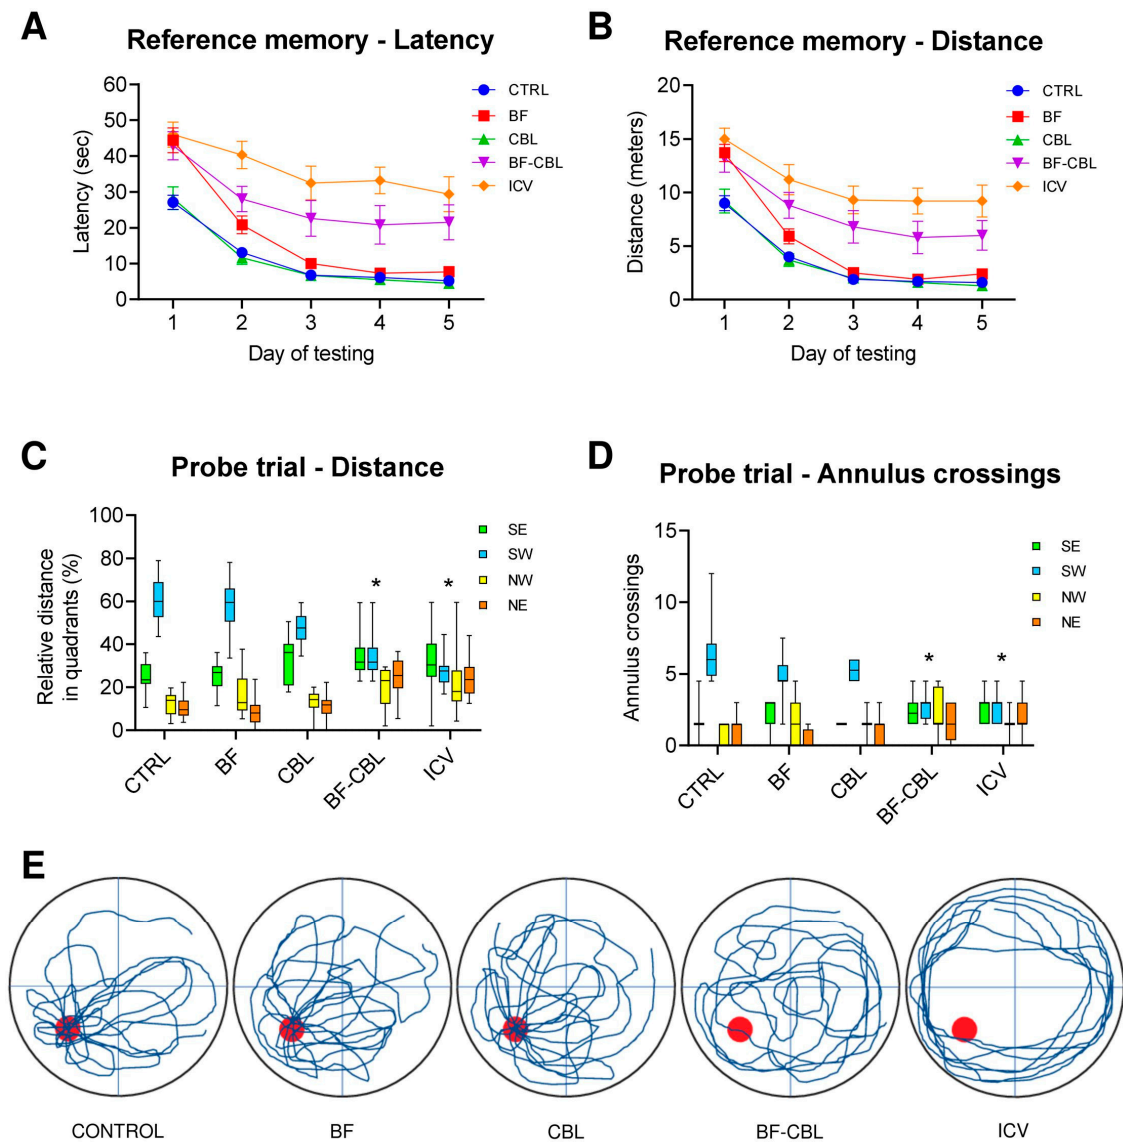 A
Reference memory - Latency
Latency (sec)
60
50
40
30
20
10
0
1 2 3 4 5
Day of testing
CTRL
BF
CBL
BF-CBL
ICV
B
Reference memory - Distance
Distance (meters)
20
15
10
5
0
1 2 3 4 5
Day of testing
CTRL
BF
CBL
BF-CBL
ICV
C
Probe trial - Distance
Relative distance
in quadrants (%)
100
80
60
40
20
0
* *
CTRL BF CBL BF-CBL ICV
SE
SW
NW
NE
D
Probe trial - Annulus crossings
Annulus crossings
15
10
5
0
* *
CTRL BF CBL BF-CBL ICV
SE
SW
NW
NE
E
CONTROL BF CBL BF-CBL ICV